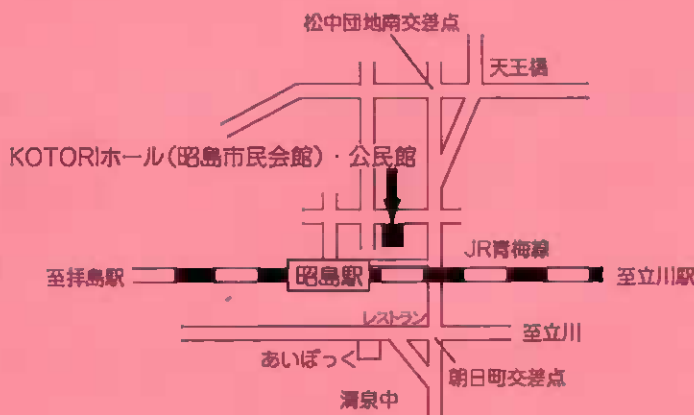 松中団地南交差点
天王橋
KOTORIホール(昭島市民会館)・公民館
JR青梅線
至拝島駅
昭島駅
至立川駅
レストラン
至立川
あいぽっく
朝日町交差点
清泉中